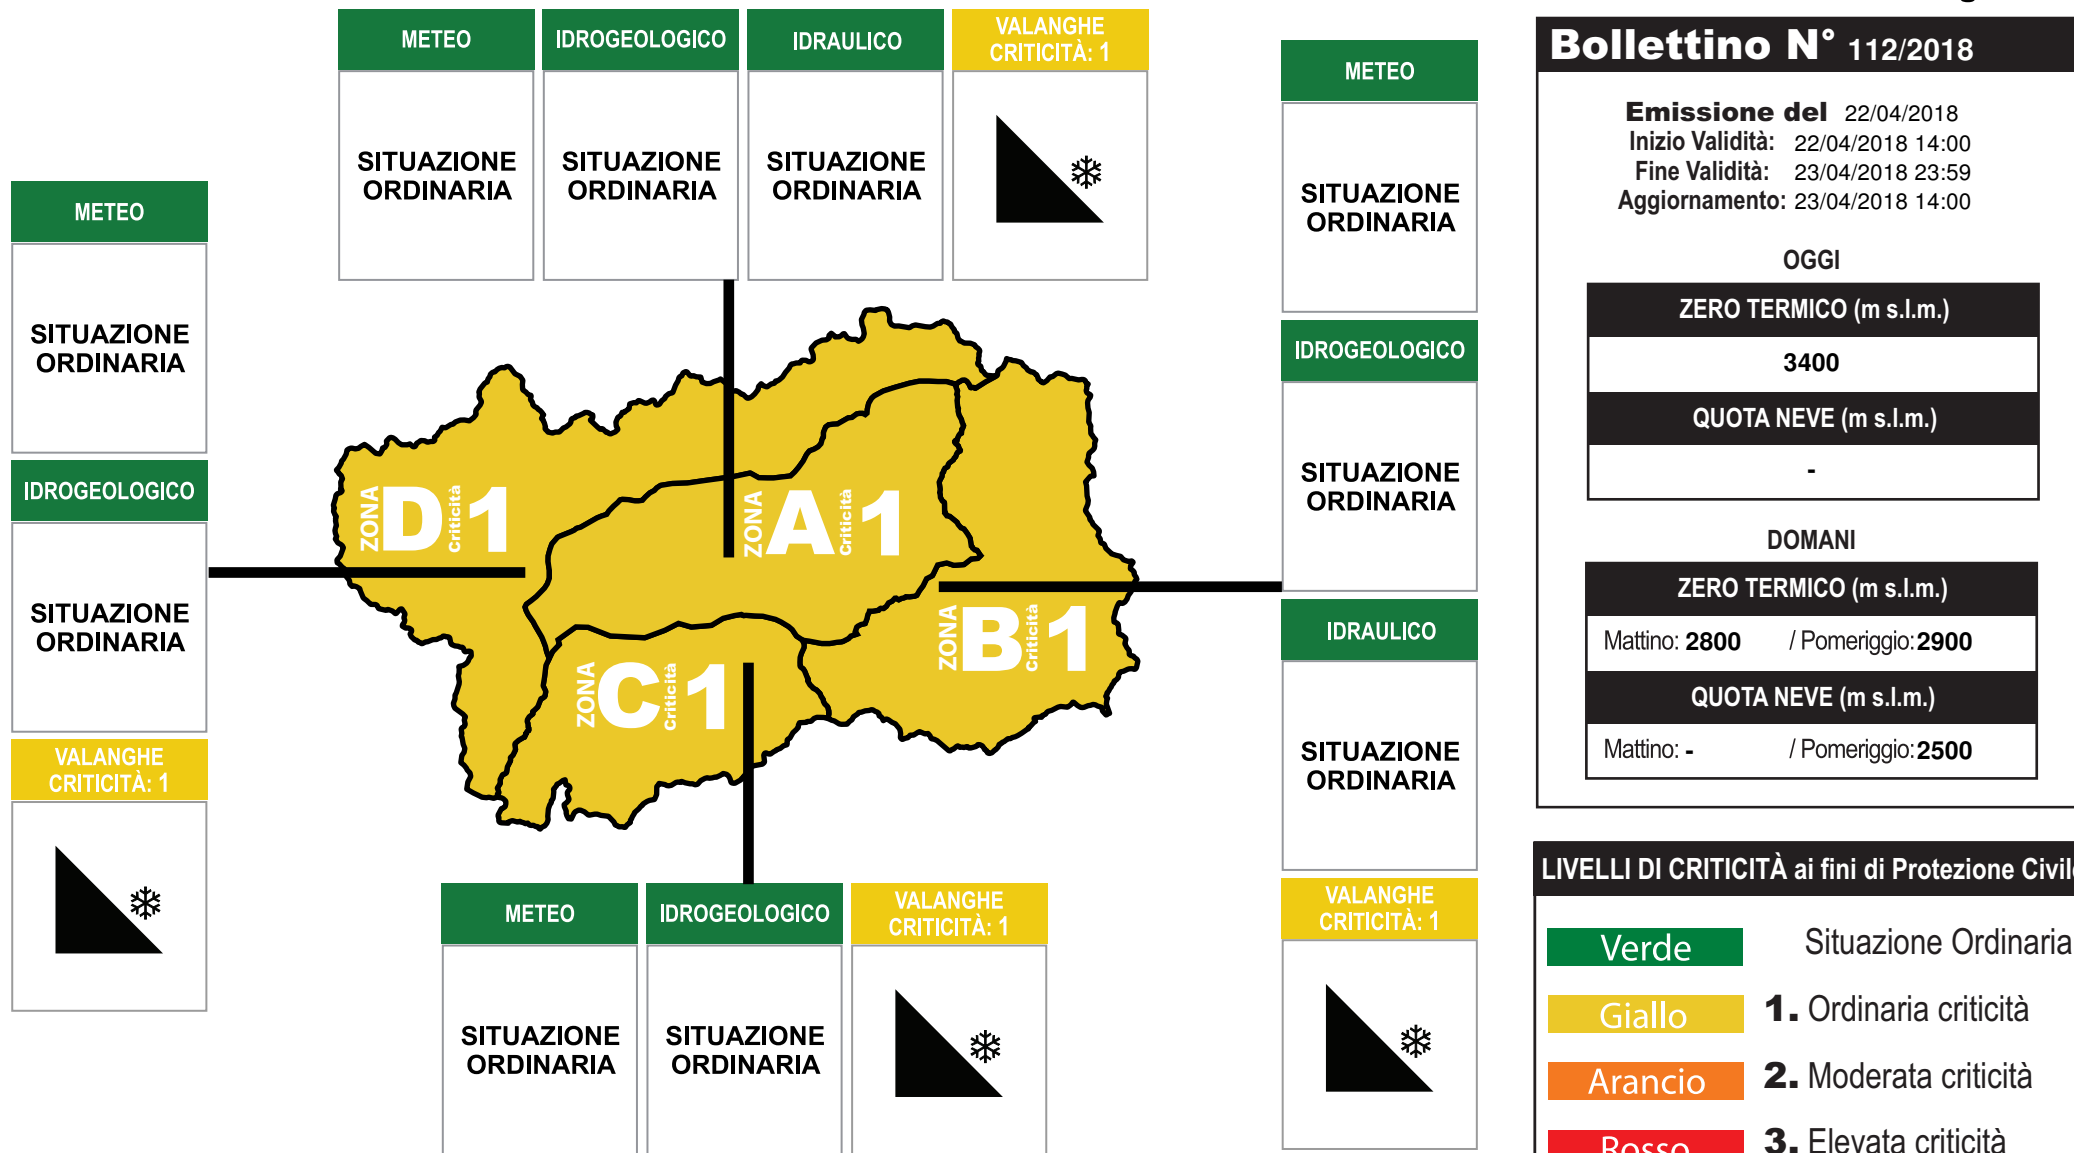 METEO
SITUAZIONE
ORDINARIA
IDROGEOLOGICO
SITUAZIONE
ORDINARIA
IDRAULICO
SITUAZIONE
ORDINARIA
VALANGHE
CRITICITÀ: 1
METEO
SITUAZIONE
ORDINARIA
IDROGEOLOGICO
SITUAZIONE
ORDINARIA
VALANGHE
CRITICITÀ: 1
ZONA D Criticità 1
ZONA A Criticità 1
ZONA B Criticità 1
ZONA C Criticità 1
METEO
SITUAZIONE
ORDINARIA
IDROGEOLOGICO
SITUAZIONE
ORDINARIA
VALANGHE
CRITICITÀ: 1
METEO
SITUAZIONE
ORDINARIA
IDROGEOLOGICO
SITUAZIONE
ORDINARIA
IDRAULICO
SITUAZIONE
ORDINARIA
VALANGHE
CRITICITÀ: 1
Bollettino N° 112/2018
Emissione del 22/04/2018
Inizio Validità: 22/04/2018 14:00
Fine Validità: 23/04/2018 23:59
Aggiornamento: 23/04/2018 14:00
OGGI
ZERO TERMICO (m s.l.m.)
3400
QUOTA NEVE (m s.l.m.)
-
DOMANI
ZERO TERMICO (m s.l.m.)
Mattino: 2800 / Pomeriggio: 2900
QUOTA NEVE (m s.l.m.)
Mattino: - / Pomeriggio: 2500
LIVELLI DI CRITICITÀ ai fini di Protezione Civile
Verde Situazione Ordinaria
Giallo 1. Ordinaria criticità
Arancio 2. Moderata criticità
Rosso 3. Elevata criticità